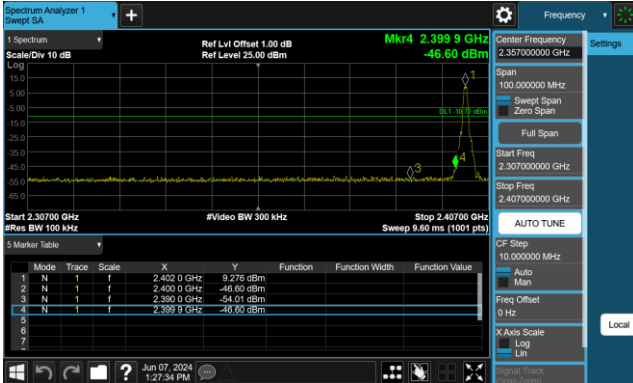 Spectrum Analyzer 1
Swept SA
+
Frequency
1 Spectrum
Scale/Div 10 dB
Ref Lvl Offset 1.00 dB
Ref Level 25.00 dBm
Mkr4 2.399 9 GHz
-46.60 dBm
Log
15.0
5.00
-5.00
-15.0
-25.0
-35.0
-45.0
-55.0
-65.0
1
DL1 -10.72 dBm
4
3
Start 2.30700 GHz
#Res BW 100 kHz
#Video BW 300 kHz
Stop 2.40700 GHz
Sweep 9.60 ms (1001 pts)
5 Marker Table
Mode Trace Scale X Y Function Function Width Function Value
1 N 1 f 2.402 0 GHz 9.276 dBm
2 N 1 f 2.400 0 GHz -46.60 dBm
3 N 1 f 2.390 0 GHz -54.01 dBm
4 N 1 f 2.399 9 GHz -46.60 dBm
5
6
7
Jun 07, 2024
1:27:34 PM
?
Center Frequency
2.357000000 GHz
Settings
Span
100.000000 MHz
Swept Span
Zero Span
Full Span
Start Freq
2.307000000 GHz
Stop Freq
2.407000000 GHz
AUTO TUNE
CF Step
10.000000 MHz
Auto
Man
Freq Offset
0 Hz
X Axis Scale
Log
Lin
Local
Signal Track
(Span Zoom)